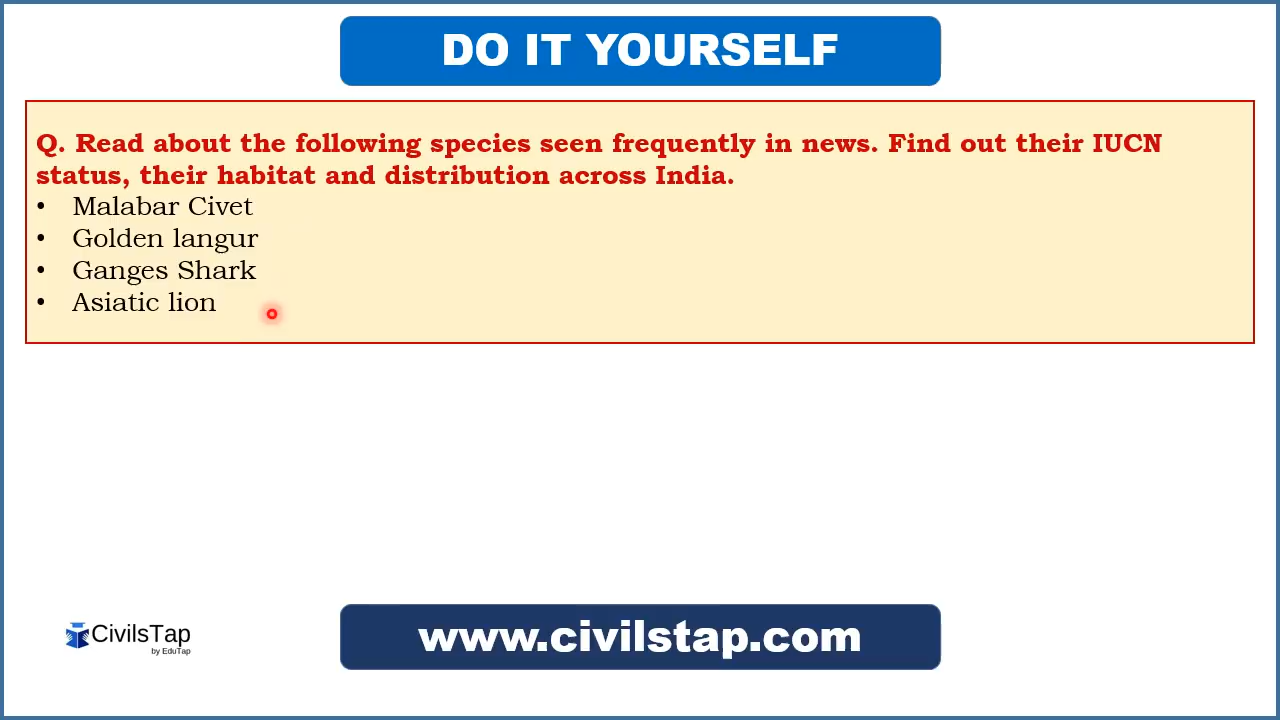 DO IT YOURSELF
Q. Read about the following species seen frequently in news. Find out their IUCN
status, their habitat and distribution across India.
• Malabar Civet
• Golden langur
• Ganges Shark
• Asiatic lion
CivilsTap
by EduTap
www.civilstap.com